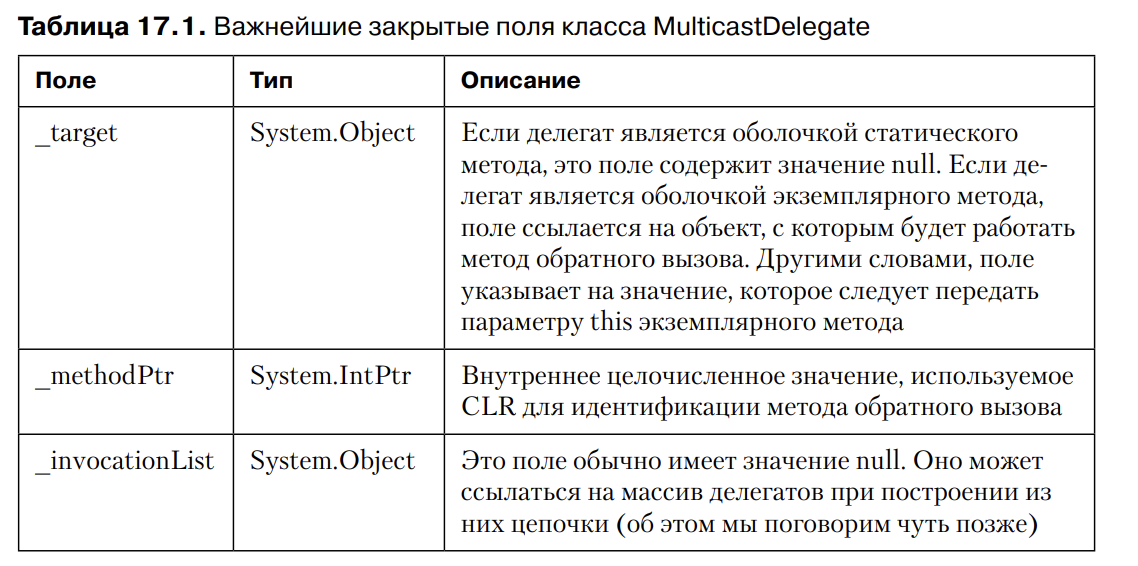 Таблица 17.1. Важнейшие закрытые поля класса MulticastDelegate
Поле
Тип
Описание
_target
System.Object
Если делегат является оболочкой статического
метода, это поле содержит значение null. Если де-
легат является оболочкой экземплярного метода,
поле ссылается на объект, с которым будет работать
метод обратного вызова. Другими словами, поле
указывает на значение, которое следует передать
параметру this экземплярного метода
_methodPtr
System.IntPtr
Внутреннее целочисленное значение, используемое
CLR для идентификации метода обратного вызова
_invocationList
System.Object
Это поле обычно имеет значение null. Оно может
ссылаться на массив делегатов при построении из
них цепочки (об этом мы поговорим чуть позже)